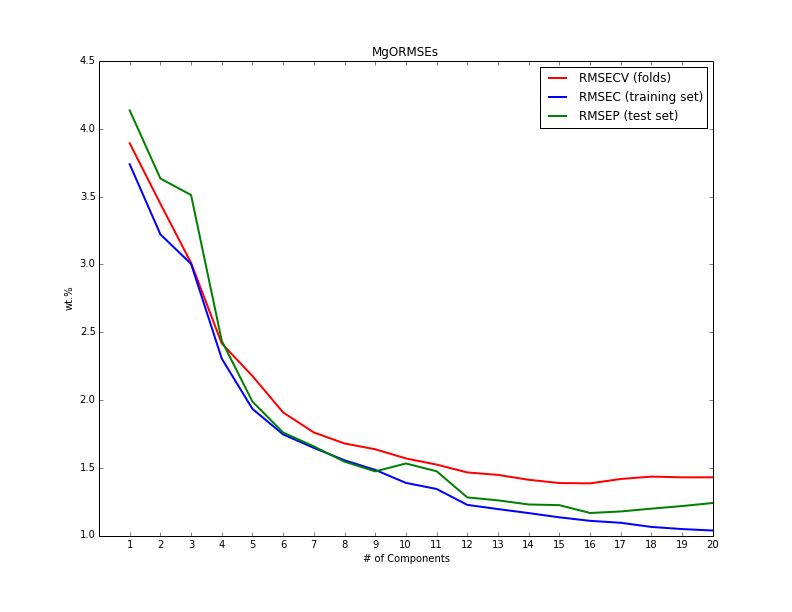 MgORMSEs
RMSECV (folds)
RMSEC (training set)
RMSEP (test set)
4.5
4.0
3.5
3.0
2.5
2.0
1.5
1.0
wt.%
1 2 3 4 5 6 7 8 9 10 11 12 13 14 15 16 17 18 19 20
# of Components